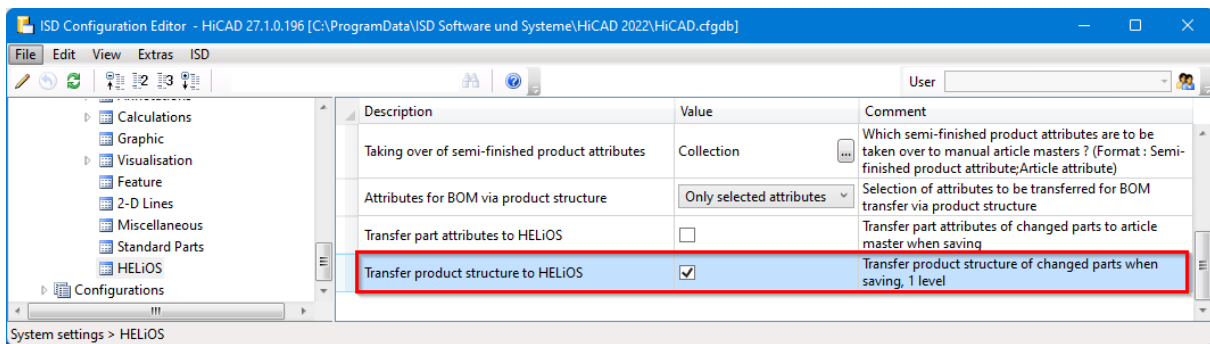 ISD Configuration Editor - HiCAD 27.1.0.196 [C:\ProgramData\ISD Software und Systeme\HiCAD 2022\HiCAD.cfgdb]
File Edit View Extras ISD
User
Calculations
Graphic
Visualisation
Feature
2-D Lines
Miscellaneous
Standard Parts
HELiOS
Configurations
Description Value Comment
Taking over of semi-finished product attributes Collection ... Which semi-finished product attributes are to be
taken over to manual article masters ? (Format : Semi-
finished product attribute;Article attribute)
Attributes for BOM via product structure Only selected attributes Selection of attributes to be transferred for BOM
transfer via product structure
Transfer part attributes to HELiOS Transfer part attributes of changed parts to article
master when saving
Transfer product structure to HELiOS Transfer product structure of changed parts when
saving, 1 level
System settings > HELiOS